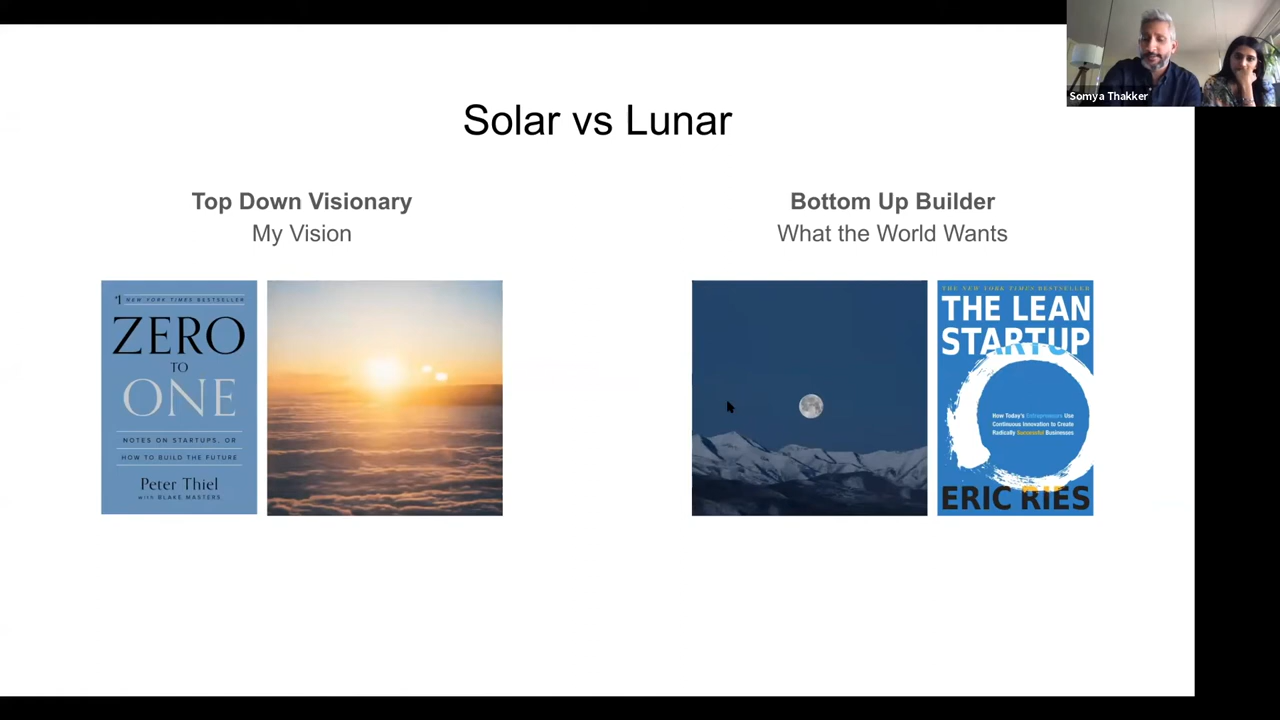 Somya Thakker
Solar vs Lunar
Top Down Visionary
My Vision
#1 NEW YORK TIMES BESTSELLER
ZERO
TO
ONE
NOTES ON STARTUPS, OR
HOW TO BUILD THE FUTURE
Peter Thiel
with BLAKE MASTERS
Bottom Up Builder
What the World Wants
THE NEW YORK TIMES BESTSELLER
THE LEAN
STARTUP
How Today's Entrepreneurs Use
Continuous Innovation to Create
Radically Successful Businesses
ERIC RIES